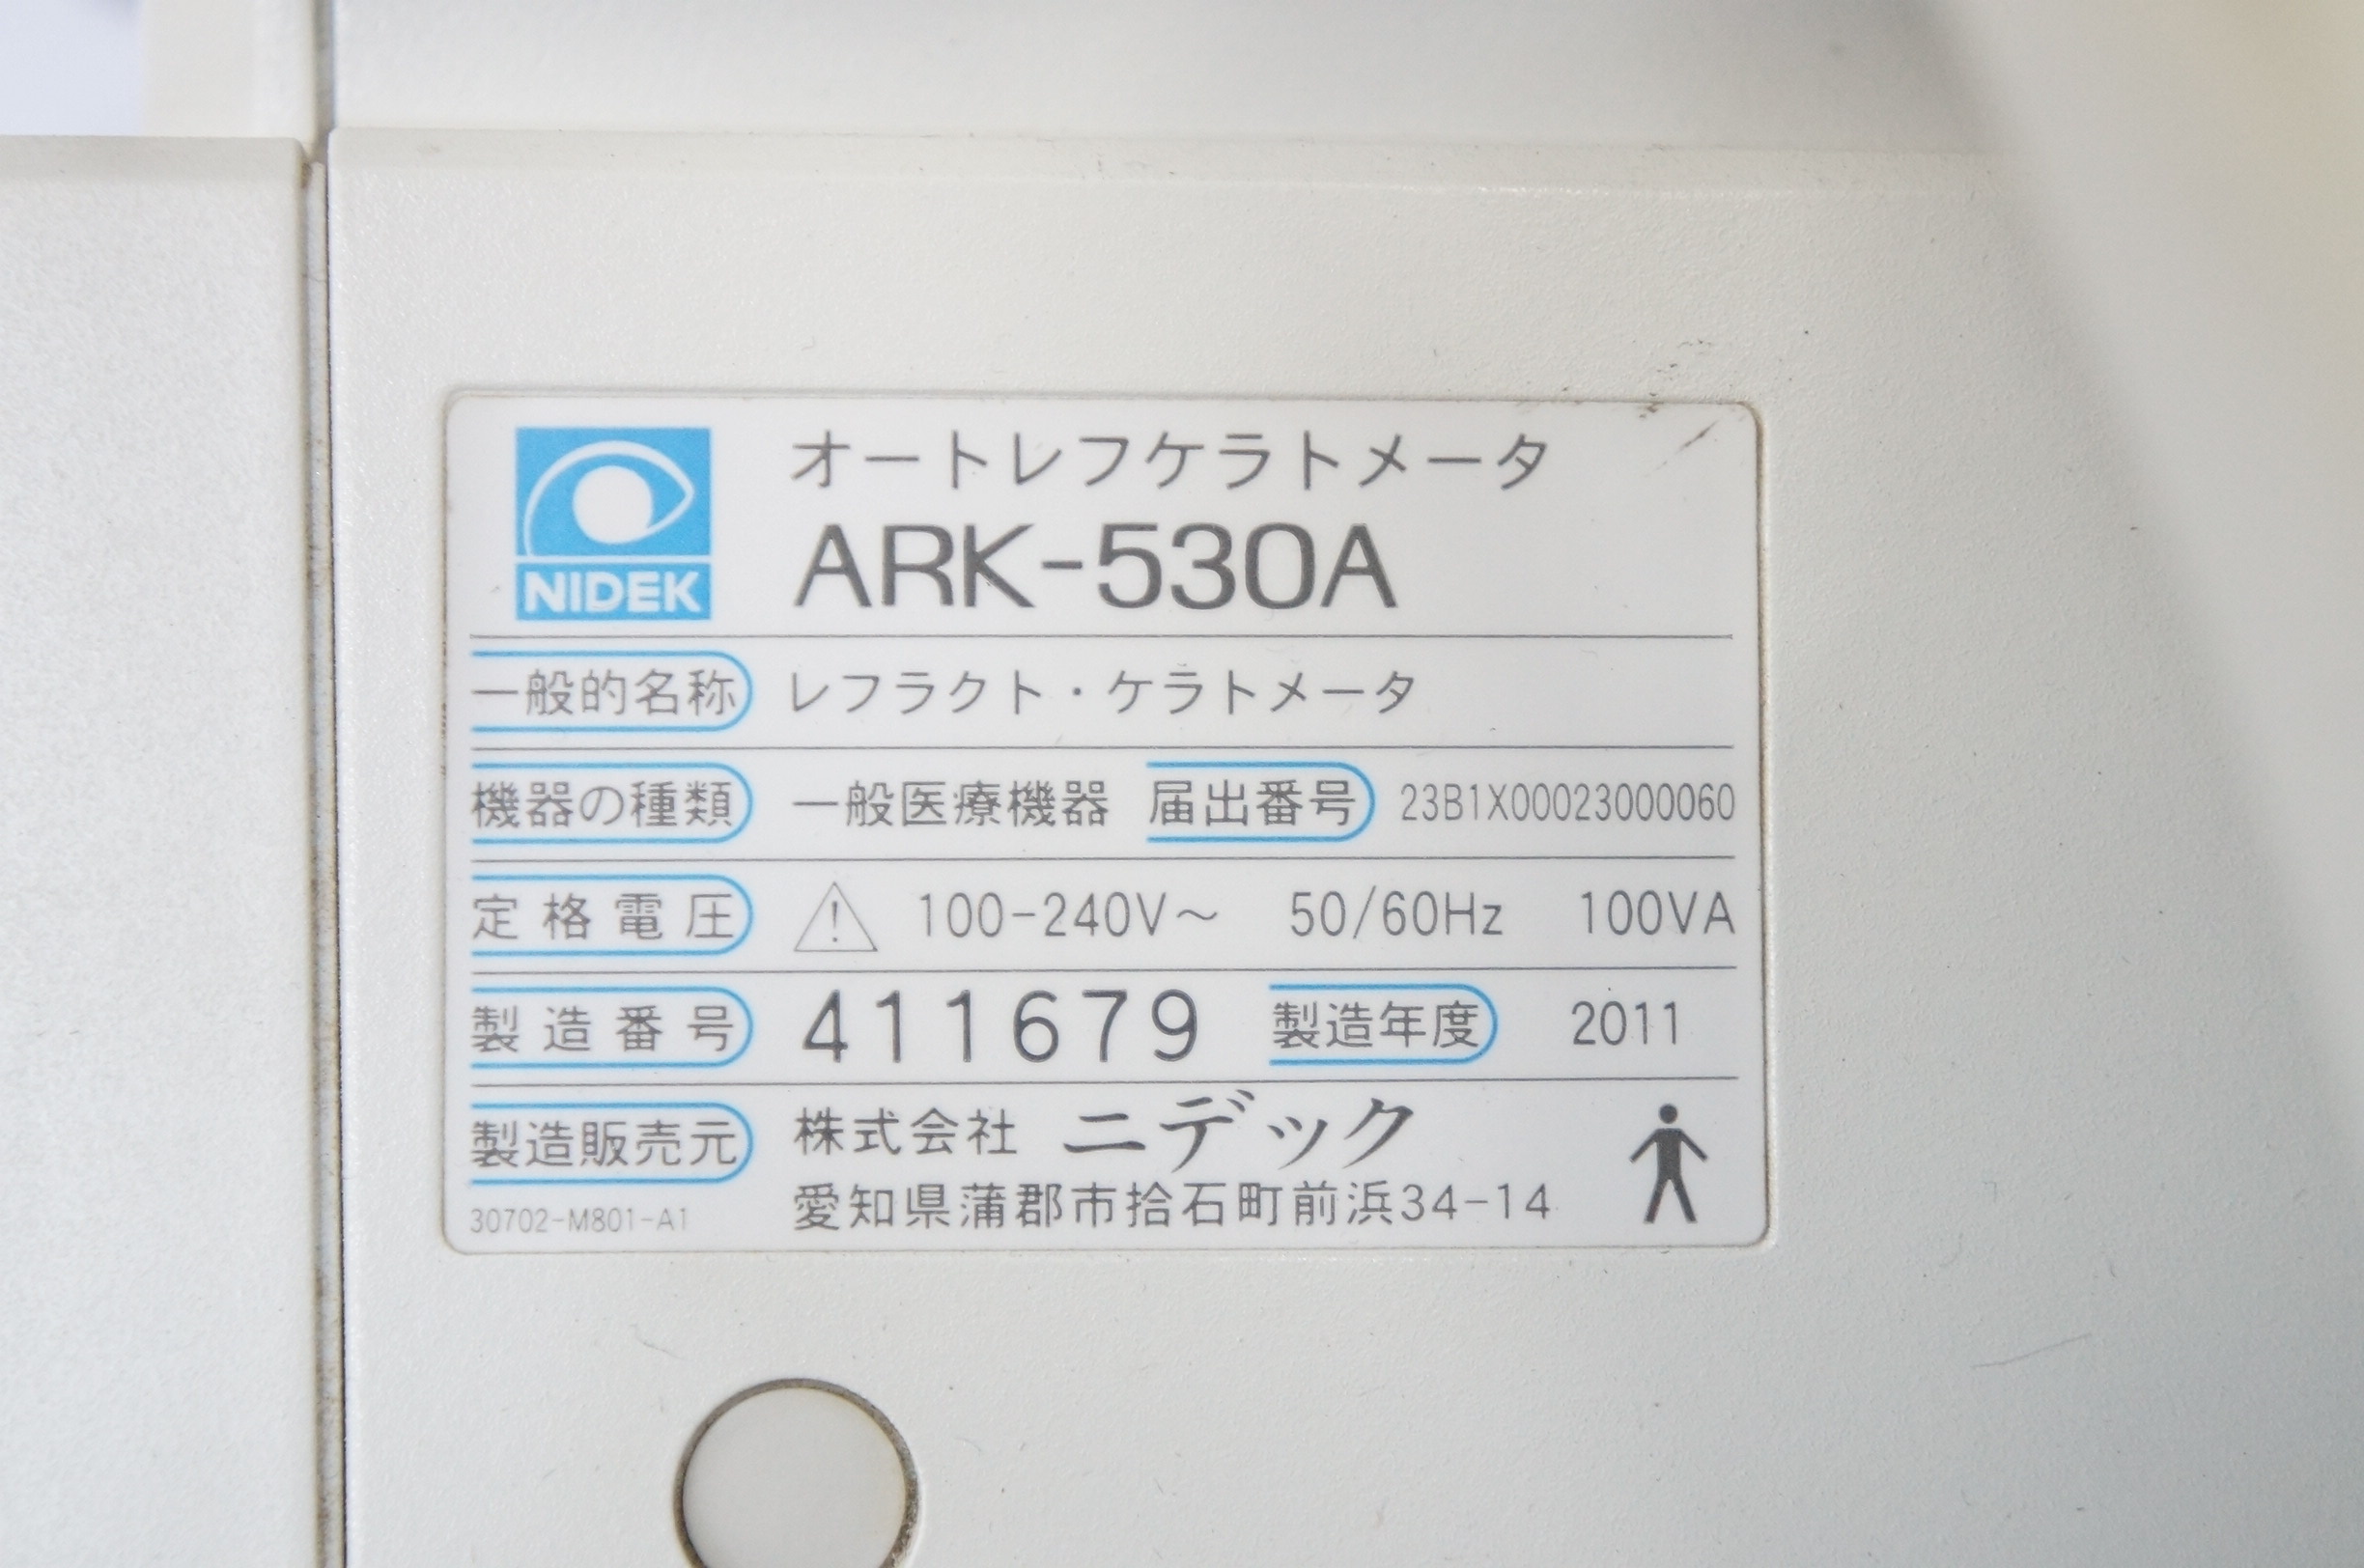 NIDEK
オートレフケラトメータ
ARK-530A
一般的名称 レフラクト・ケラトメータ
機器の種類 一般医療機器 届出番号 23B1X00023000060
定格電圧 100-240V～ 50/60Hz 100VA
製造番号 411679 製造年度 2011
製造販売元 株式会社 ニデック
愛知県蒲郡市拾石町前浜34-14
30702-M801-A1